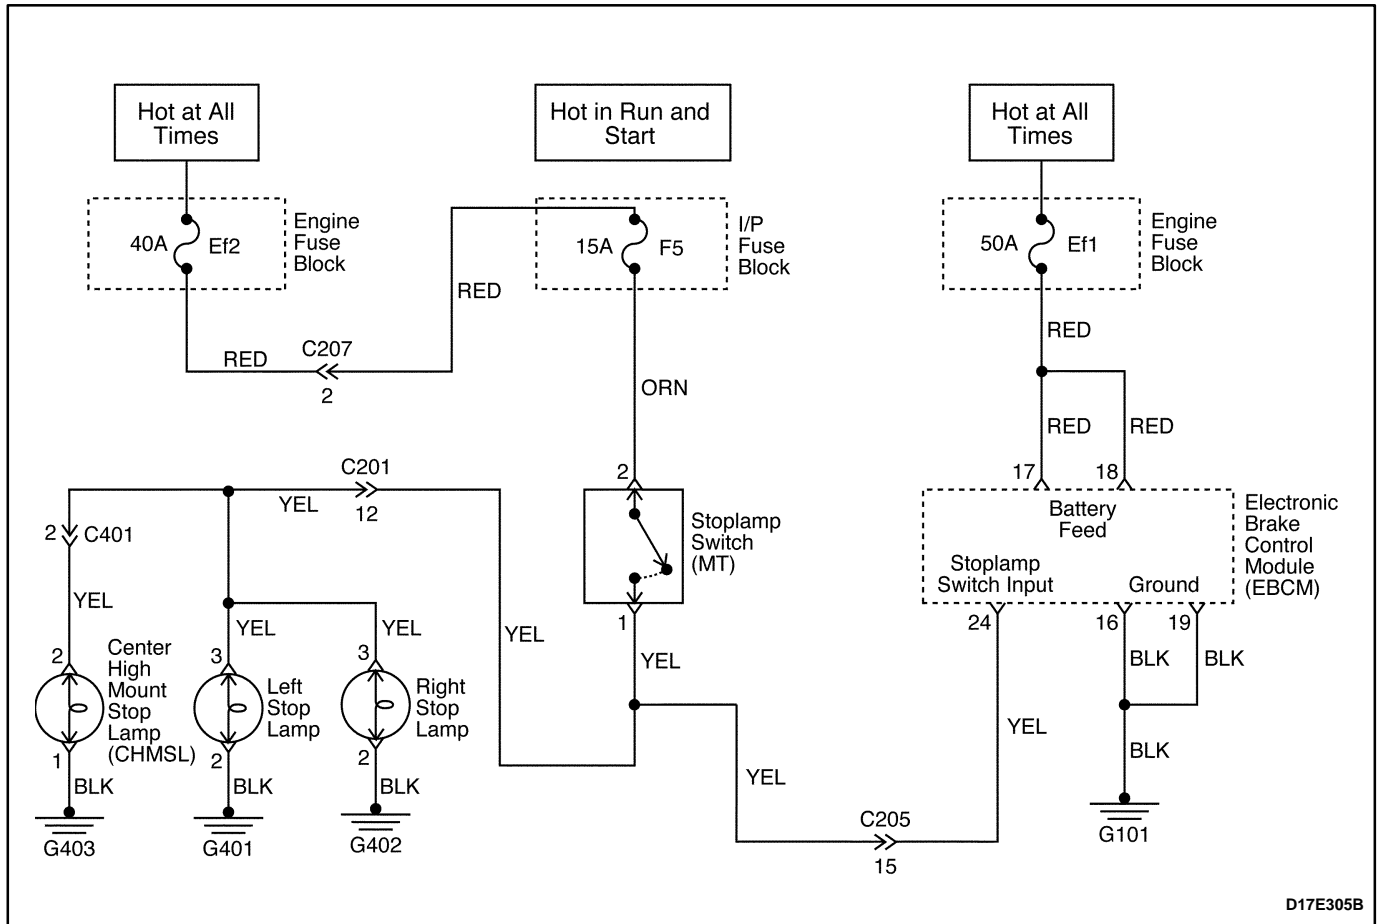 Hot at All
Times
Hot in Run and
Start
Hot at All
Times
40A
Ef2
Engine
Fuse
Block
15A
F5
I/P
Fuse
Block
50A
Ef1
Engine
Fuse
Block
RED
RED
C207
2
ORN
RED
RED
RED
C201
YEL
12
2
Stoplamp
Switch
(MT)
1
17
18
Battery
Feed
Stoplamp
Switch Input
Ground
Electronic
Brake
Control
Module
(EBCM)
24
16
19
2
C401
YEL
YEL
YEL
YEL
YEL
BLK
BLK
2
Center
High
Mount
Stop
Lamp
(CHMSL)
1
3
Left
Stop
Lamp
2
3
Right
Stop
Lamp
2
YEL
BLK
BLK
BLK
BLK
YEL
C205
15
G403
G401
G402
G101
D17E305B